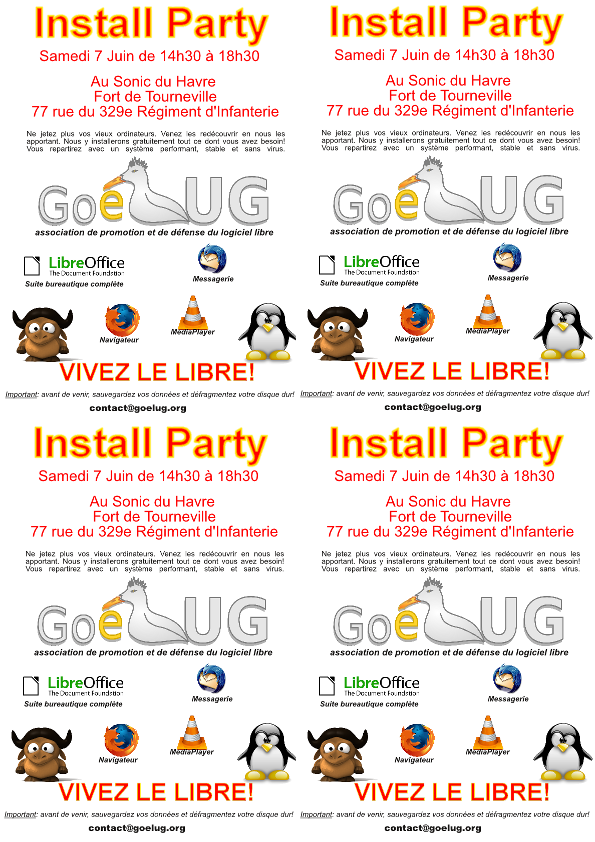 Install Party
Samedi 7 Juin de 14h30 à 18h30
Au Sonic du Havre
Fort de Tourneville
77 rue du 329e Régiment d'Infanterie
Ne jetez plus vos vieux ordinateurs. Venez les redécouvrir en nous les
apportant. Nous y installerons gratuitement tout ce dont vous avez besoin!
Vous repartirez avec un système performant, stable et sans virus.
GoeLUG
association de promotion et de défense du logiciel libre
LibreOffice
The Document Foundation
Suite bureautique complète
Messagerie
Navigateur
MediaPlayer
VIVEZ LE LIBRE!
Important: avant de venir, sauvegardez vos données et défragmentez votre disque dur!
contact@goelug.org
Install Party
Samedi 7 Juin de 14h30 à 18h30
Au Sonic du Havre
Fort de Tourneville
77 rue du 329e Régiment d'Infanterie
Ne jetez plus vos vieux ordinateurs. Venez les redécouvrir en nous les
apportant. Nous y installerons gratuitement tout ce dont vous avez besoin!
Vous repartirez avec un système performant, stable et sans virus.
GoeLUG
association de promotion et de défense du logiciel libre
LibreOffice
The Document Foundation
Suite bureautique complète
Messagerie
Navigateur
MediaPlayer
VIVEZ LE LIBRE!
Important: avant de venir, sauvegardez vos données et défragmentez votre disque dur!
contact@goelug.org
Install Party
Samedi 7 Juin de 14h30 à 18h30
Au Sonic du Havre
Fort de Tourneville
77 rue du 329e Régiment d'Infanterie
Ne jetez plus vos vieux ordinateurs. Venez les redécouvrir en nous les
apportant. Nous y installerons gratuitement tout ce dont vous avez besoin!
Vous repartirez avec un système performant, stable et sans virus.
GoeLUG
association de promotion et de défense du logiciel libre
LibreOffice
The Document Foundation
Suite bureautique complète
Messagerie
Navigateur
MediaPlayer
VIVEZ LE LIBRE!
Important: avant de venir, sauvegardez vos données et défragmentez votre disque dur!
contact@goelug.org
Install Party
Samedi 7 Juin de 14h30 à 18h30
Au Sonic du Havre
Fort de Tourneville
77 rue du 329e Régiment d'Infanterie
Ne jetez plus vos vieux ordinateurs. Venez les redécouvrir en nous les
apportant. Nous y installerons gratuitement tout ce dont vous avez besoin!
Vous repartirez avec un système performant, stable et sans virus.
GoeLUG
association de promotion et de défense du logiciel libre
LibreOffice
The Document Foundation
Suite bureautique complète
Messagerie
Navigateur
MediaPlayer
VIVEZ LE LIBRE!
Important: avant de venir, sauvegardez vos données et défragmentez votre disque dur!
contact@goelug.org